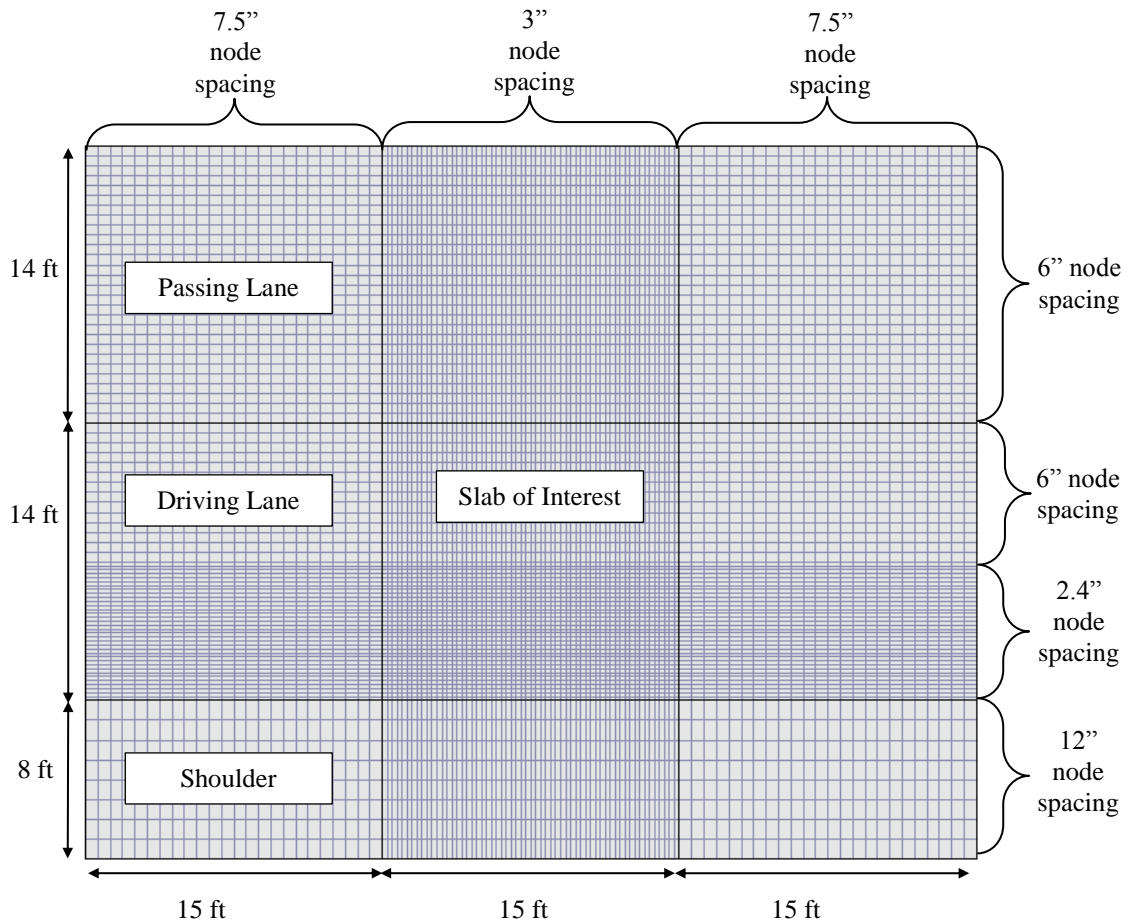 7.5”
node
spacing
3”
node
spacing
7.5”
node
spacing
14 ft
Passing Lane
6” node
spacing
14 ft
Driving Lane
Slab of Interest
6” node
spacing
2.4”
node
spacing
8 ft
Shoulder
12”
node
spacing
15 ft
15 ft
15 ft